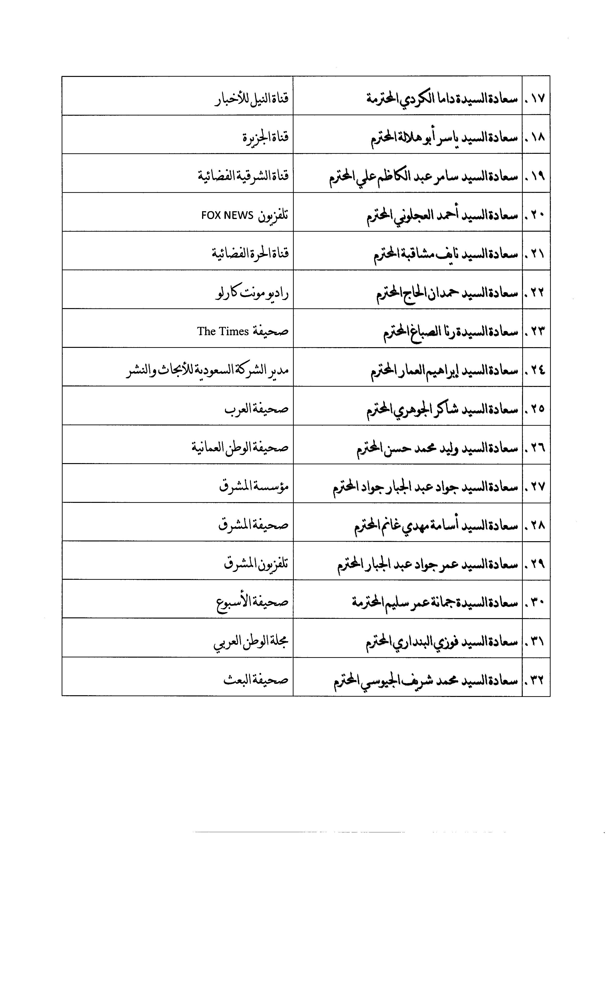 ١٧. سعادة السيدة داما الكردي المحترمة قناة النيل للأخبار
١٨. سعادة السيد ياسر أبو هلالة المحترم قناة الجزيرة
١٩. سعادة السيد سامر عبد الكاظم علي المحترم قناة الشرقية الفضائية
٢٠. سعادة السيد أحمد العجلوني المحترم تلفزيون FOX NEWS
٢١. سعادة السيد نايف مشاقبة المحترم قناة الحرة الفضائية
٢٢. سعادة السيد حمدان الحاج المحترم راديو مونت كارلو
٢٣. سعادة السيدة رنا الصباغ المحترم صحيفة The Times
٢٤. سعادة السيد إبراهيم العمار المحترم مدير الشركة السعودية للأبحاث والنشر
٢٥. سعادة السيد شاكر الجوهري المحترم صحيفة العرب
٢٦. سعادة السيد وليد محمد حسن المحترم صحيفة الوطن العمانية
٢٧. سعادة السيد جواد عبد الجبار جواد المحترم مؤسسة المشرق
٢٨. سعادة السيد أسامة مهدي غانم المحترم صحيفة المشرق
٢٩. سعادة السيد عمر جواد عبد الجبار المحترم تلفزيون المشرق
٣٠. سعادة السيدة جمانة عمر سليم المحترمة صحيفة الأسبوع
٣١. سعادة السيد فوزي البنداري المحترم مجلة الوطن العربي
٣٢. سعادة السيد محمد شريف الجيوسي المحترم صحيفة البعث